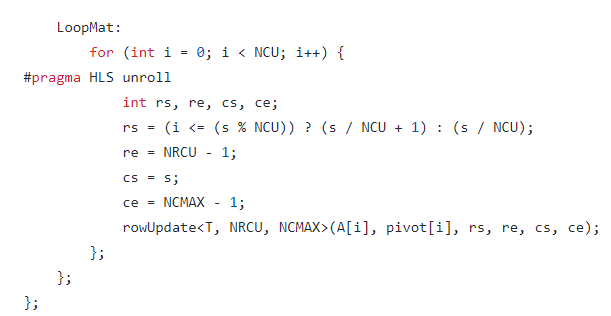 LoopMat:
for (int i = 0; i < NCU; i++) {
#pragma HLS unroll
int rs, re, cs, ce;
rs = (i <= (s % NCU)) ? (s / NCU + 1) : (s / NCU);
re = NRCU - 1;
cs = s;
ce = NCMAX - 1;
rowUpdate<T, NRCU, NCMAX>(A[i], pivot[i], rs, re, cs, ce);
};
};
};